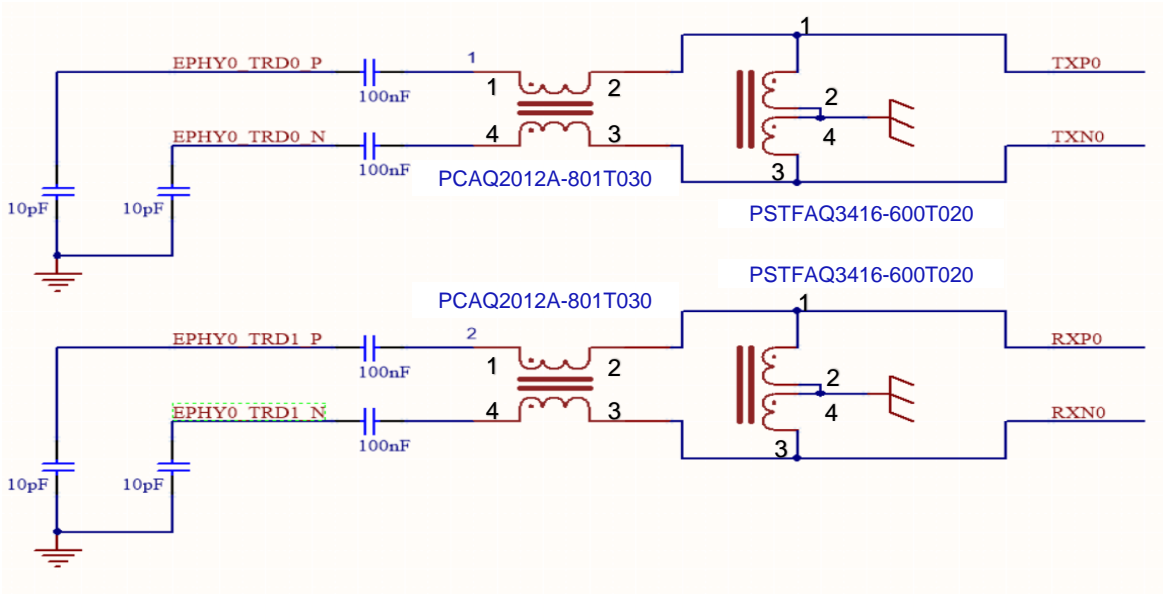 1
EPHY0_TRD0_P
1
TXP0
100nF
1
2
2
EPHY0_TRD0_N
4
3
4
TXN0
100nF
3
PCAQ2012A-801T030
10pF
10pF
PSTFAQ3416-600T020
PSTFAQ3416-600T020
PCAQ2012A-801T030
1
EPHY0_TRD1_P
2
RXP0
100nF
1
2
2
EPHY0_TRD1_N
4
3
4
RXN0
100nF
3
10pF
10pF